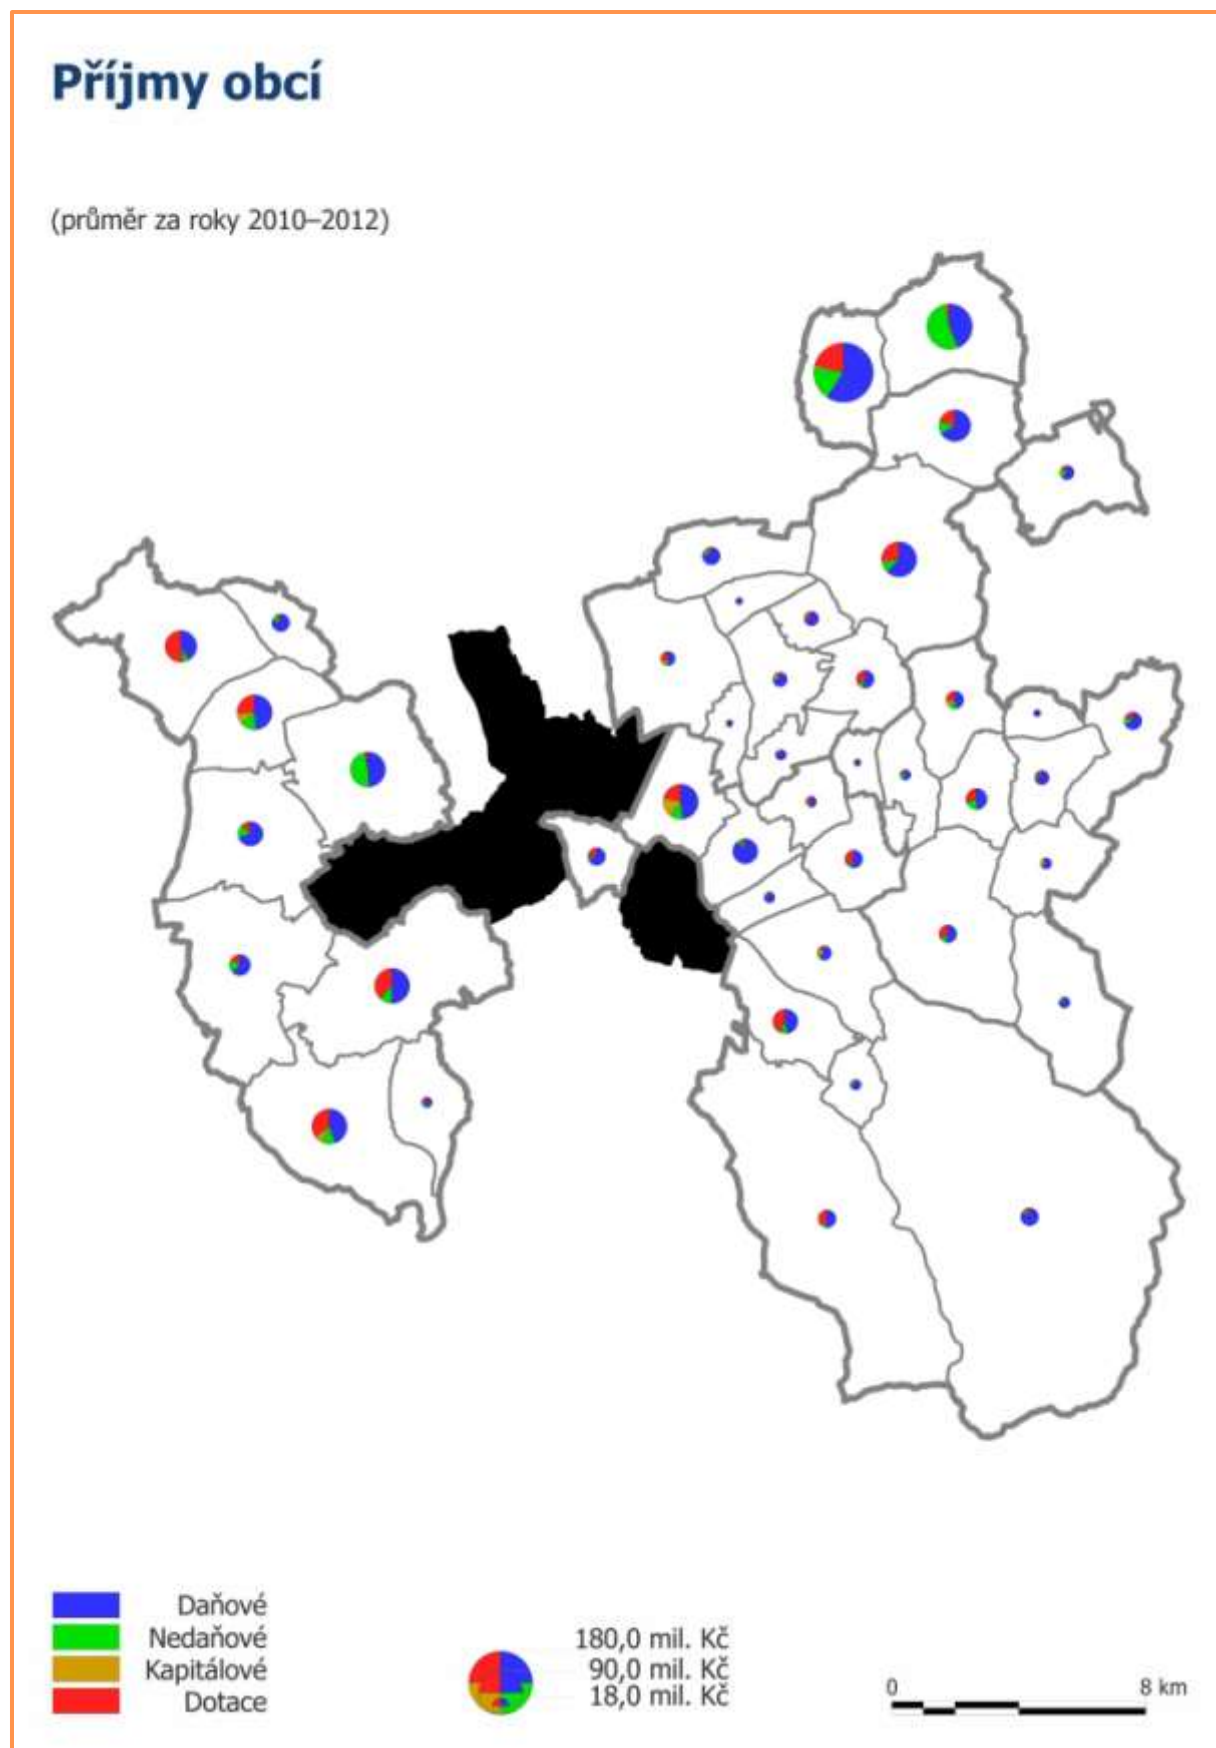 Příjmy obcí
(průměr za roky 2010–2012)
Daňové
Nedaňové
Kapitálové
Dotace
180,0 mil. Kč
90,0 mil. Kč
18,0 mil. Kč
0 8 km